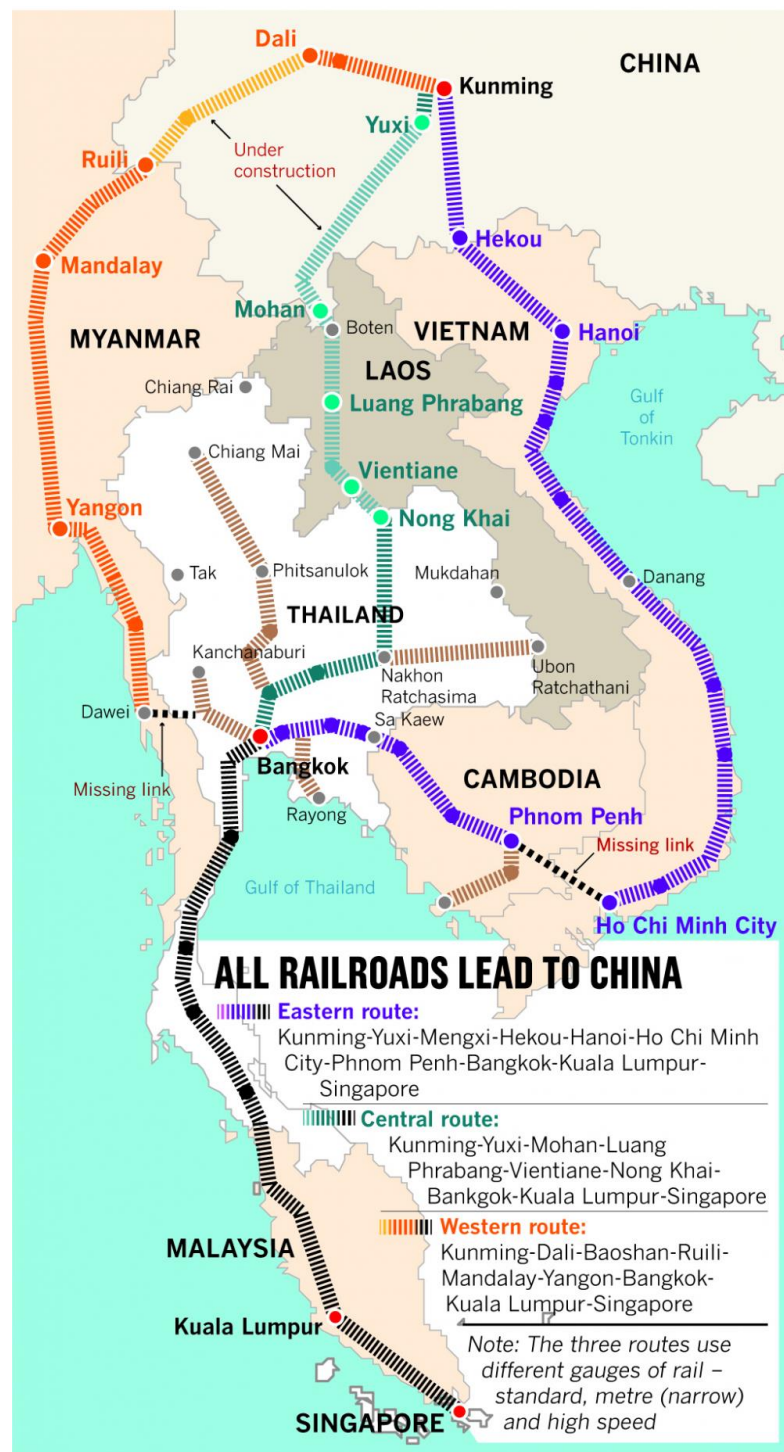 Dali
CHINA
Kunming
Yuxi
Under
construction
Ruili
Hekou
Mandalay
Mohan
Boten
VIETNAM
Hanoi
MYANMAR
LAOS
Chiang Rai
Luang Phrabang
Gulf
of
Tonkin
Chiang Mai
Vientiane
Yangon
Nong Khai
Tak
Phitsanulok
Mukdahan
Danang
THAILAND
Kanchanaburi
Nakhon
Ratchasima
Ubon
Ratchathani
Dawei
Sa Kaew
Bangkok
Missing link
CAMBODIA
Rayong
Phnom Penh
Missing link
Gulf of Thailand
Ho Chi Minh City
ALL RAILROADS LEAD TO CHINA
Eastern route:
Kunming-Yuxi-Mengxi-Hekou-Hanoi-Ho Chi Minh
City-Phnom Penh-Bangkok-Kuala Lumpur-
Singapore
Central route:
Kunming-Yuxi-Mohan-Luang
Phrabang-Vientiane-Nong Khai-
Bankgok-Kuala Lumpur-Singapore
Western route:
Kunming-Dali-Baoshan-Ruili-
Mandalay-Yangon-Bangkok-
Kuala Lumpur-Singapore
MALAYSIA
Kuala Lumpur
Note: The three routes use
different gauges of rail –
standard, metre (narrow)
and high speed
SINGAPORE